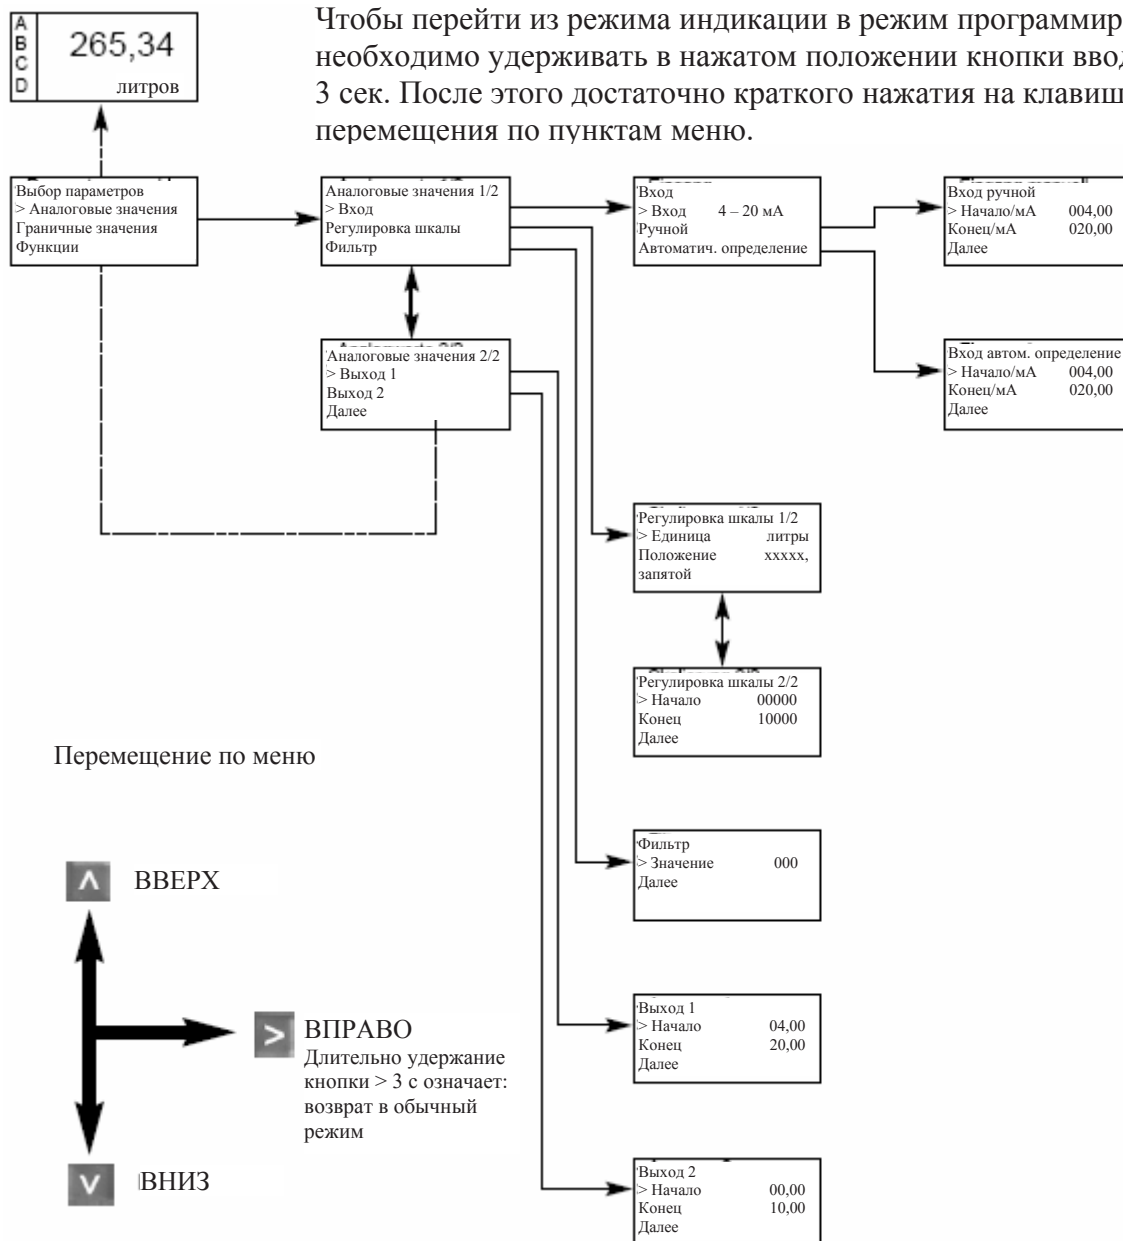 Чтобы перейти из режима индикации в режим
необходимо удерживать в нажатом положении кнопки
3 сек. После этого достаточно краткого нажатия на
перемещения по пунктам меню.
A
B
C
D
265,34
литров
Выбор параметров
> Аналоговые значения
Граничные значения
Функции
Аналоговые значения 1/2
> Вход
Регулировка шкалы
Фильтр
Вход
> Вход 4 – 20 мА
Ручной
Автоматич. определение
Вход ручной
> Начало/мА 004,00
Конец/мА 020,00
Далее
Аналоговые значения 2/2
> Выход 1
Выход 2
Далее
Вход автом. определение
> Начало/мА 004,00
Конец/мА 020,00
Далее
Регулировка шкалы 1/2
> Единица литры
Положение xxxxx,
запятой
Регулировка шкалы 2/2
> Начало 00000
Конец 10000
Далее
Перемещение по меню
Фильтр
> Значение 000
Далее
ВВЕРХ
Выход 1
> Начало 04,00
Конец 20,00
Далее
> ВПРАВО
Длительно удержание
кнопки > 3 с означает:
возврат в обычный
режим
ВНИЗ
Выход 2
> Начало 00,00
Конец 10,00
Далее